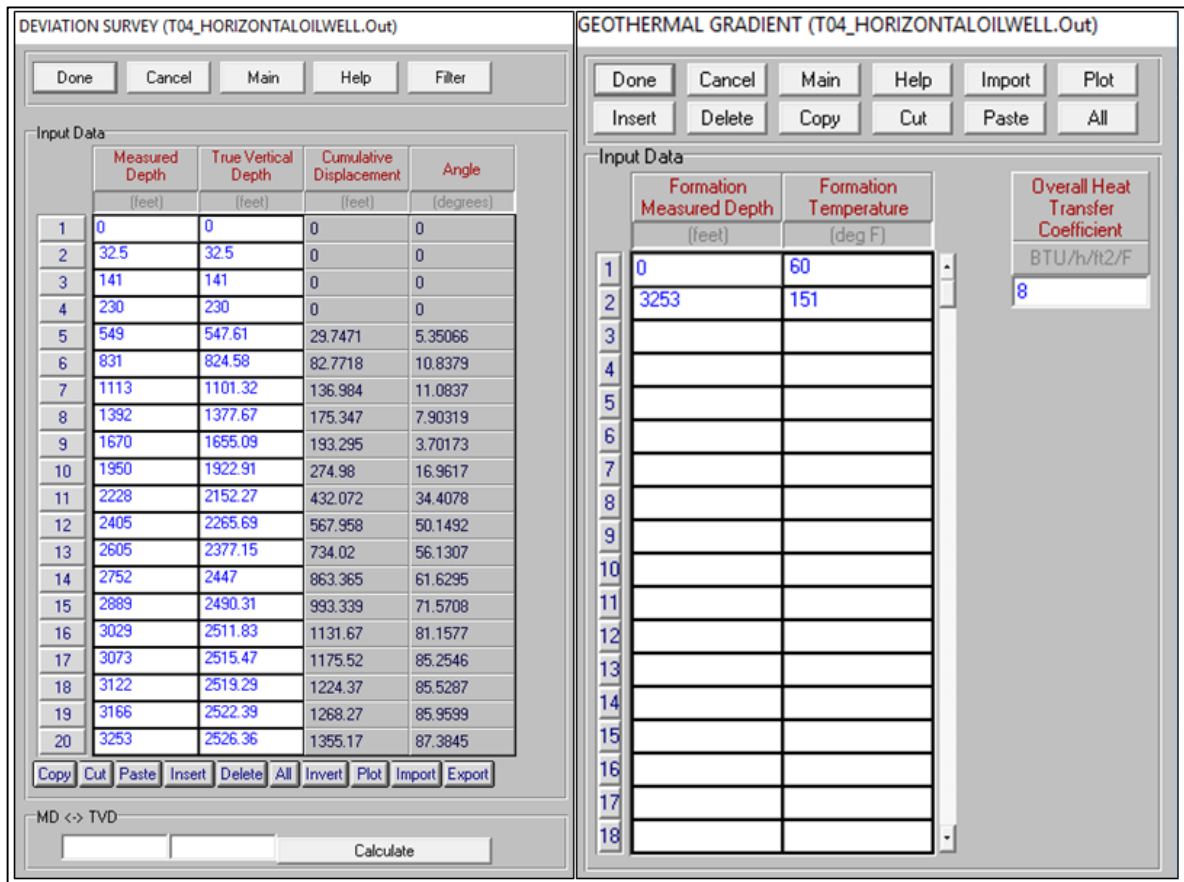 DEVIATION SURVEY (T04_HORIZONTALOILWELL.Out)
Done Cancel Main Help Filter
Input Data
Measured Depth True Vertical Depth Cumulative Displacement Angle
(feet) (feet) (feet) (degrees)
1 0 0 0 0
2 32.5 32.5 0 0
3 141 141 0 0
4 230 230 0 0
5 549 547.61 29.7471 5.35066
6 831 824.58 82.7718 10.8379
7 1113 1101.32 136.984 11.0837
8 1392 1377.67 175.347 7.90319
9 1670 1655.09 193.295 3.70173
10 1950 1922.91 274.98 16.9617
11 2228 2152.27 432.072 34.4078
12 2405 2265.69 567.958 50.1492
13 2605 2377.15 734.02 56.1307
14 2752 2447 863.365 61.6295
15 2889 2490.31 993.339 71.5708
16 3029 2511.83 1131.67 81.1577
17 3073 2515.47 1175.52 85.2546
18 3122 2519.29 1224.37 85.5287
19 3166 2522.39 1268.27 85.9599
20 3253 2526.36 1355.17 87.3845
Copy Cut Paste Insert Delete All Invert Plot Import Export
MD <-> TVD
Calculate
GEOTHERMAL GRADIENT (T04_HORIZONTALOILWELL.Out)
Done Cancel Main Help Import Plot
Insert Delete Copy Cut Paste All
Input Data
Formation Measured Depth Formation Temperature
(feet) (deg F)
1 0 60
2 3253 151
3
4
5
6
7
8
9
10
11
12
13
14
15
16
17
18
Overall Heat
Transfer
Coefficient
BTU/h/ft2/F
8